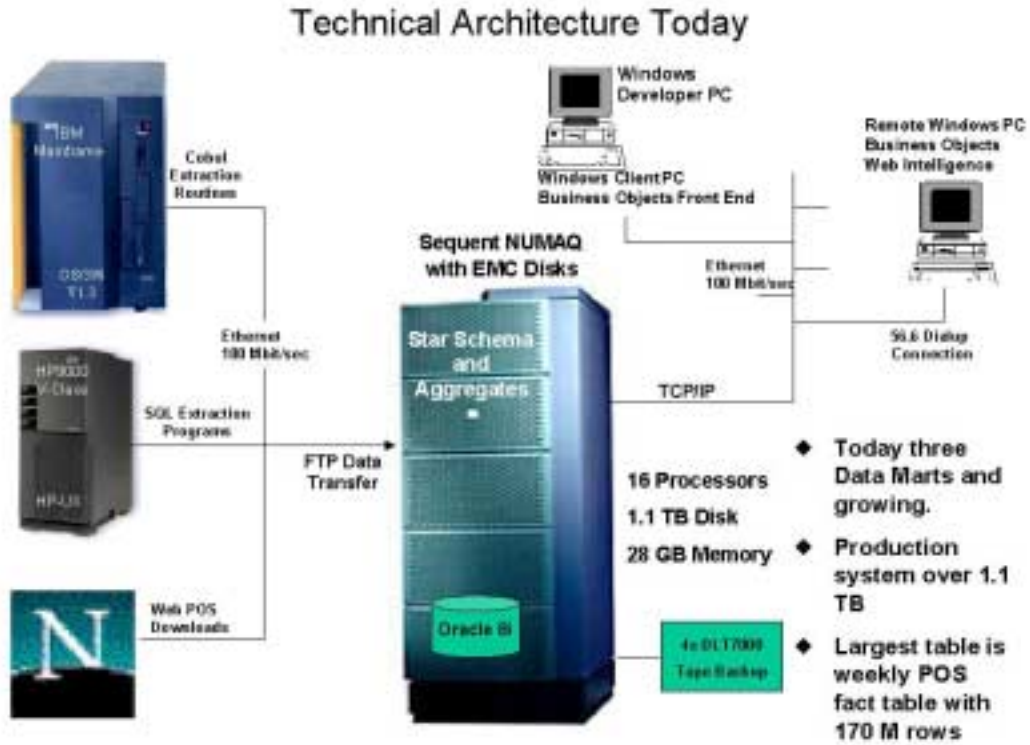 Technical Architecture Today
IBM
Mainframe
Cobol
Extraction
Routines
Windows
Developer PC
Windows Client PC
Business Objects Front End
Remote Windows PC
Business Objects
Web Intelligence
Sequent NUMAQ
with EMC Disks
Ethernet
100 Mbit/sec
56.6 Dialup
Connection
Ethernet
100 Mbit/sec
Star Schema
and
Aggregates
TCP/IP
HP9000
V-Class
HP-UX
SQL Extraction
Programs
FTP Data
Transfer
16 Processors
1.1 TB Disk
28 GB Memory
◆ Today three
Data Marts and
growing.
◆ Production
system over 1.1
TB
◆ Largest table is
weekly POS
fact table with
170 M rows
N
Web POS
Downloads
Oracle 8i
4x DLT7000
Tape Backup